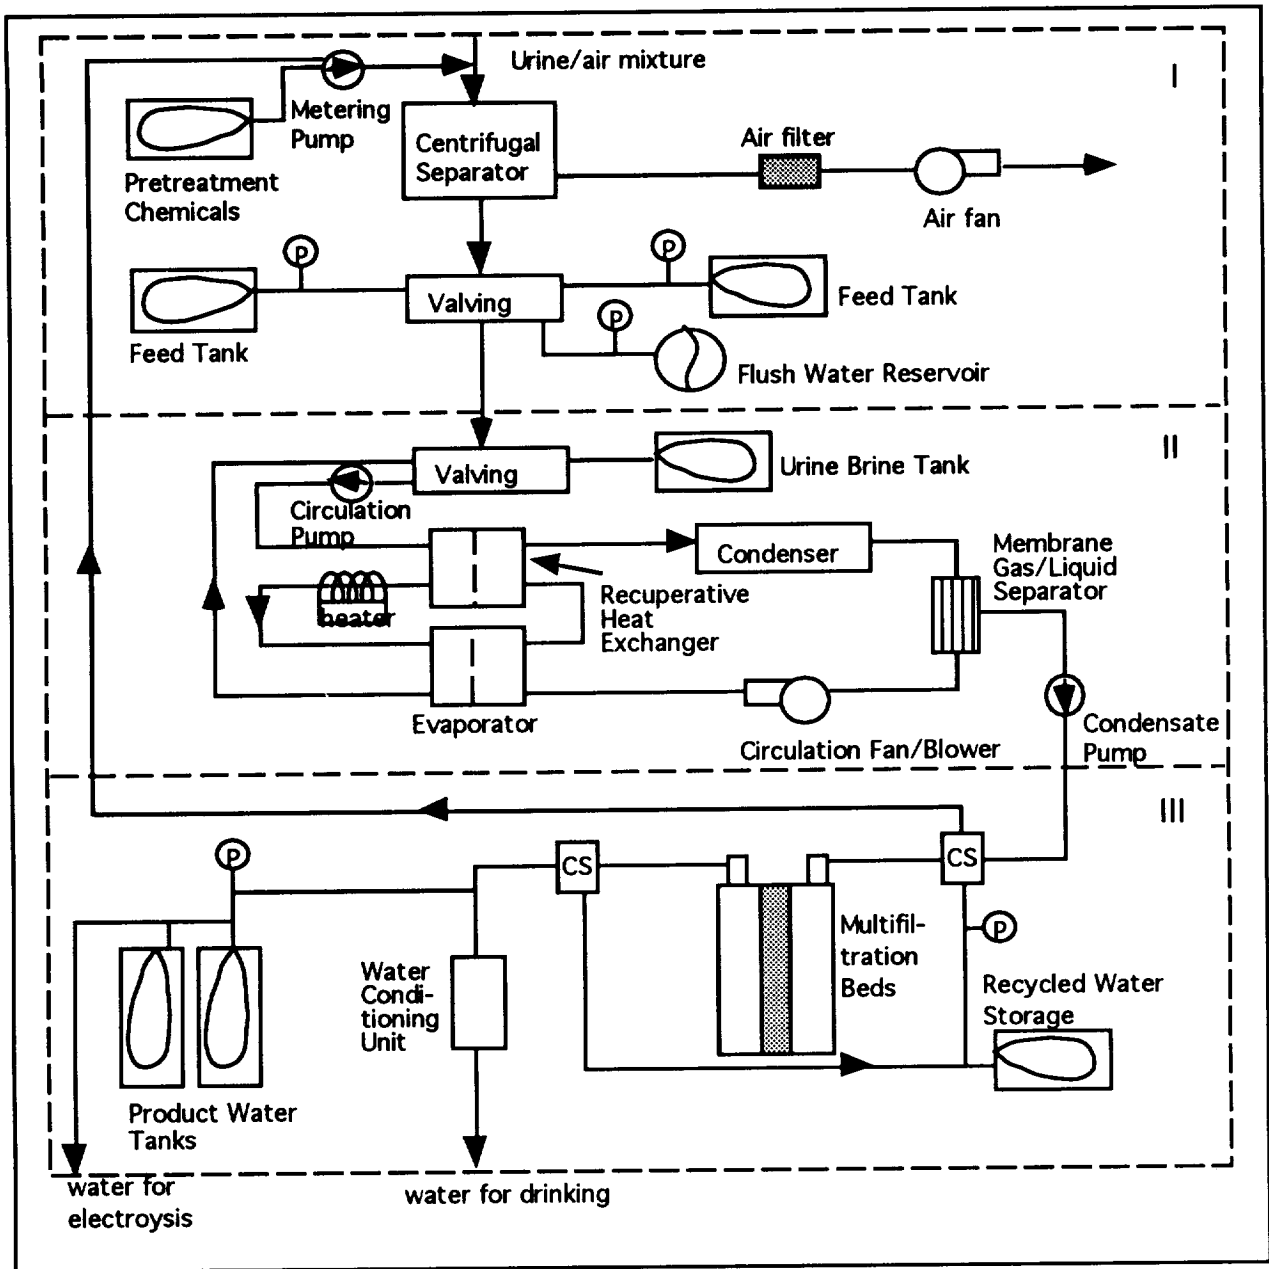 Urine/air mixture
I
Metering
Pump
Centrifugal
Separator
Air filter
Pretreatment
Chemicals
Air fan
P
P
Valving
Feed Tank
P
Feed Tank
Flush Water Reservoir
II
Valving
Urine Brine Tank
Circulation
Pump
Condenser
Membrane
Gas/Liquid
Separator
heater
Recuperative
Heat
Exchanger
Evaporator
Circulation Fan/Blower
Condensate
Pump
III
P
CS
CS
Multifil-
tration
Beds
P
Water
Condi-
tioning
Unit
Recycled Water
Storage
Product Water
Tanks
water for
electroysis
water for drinking